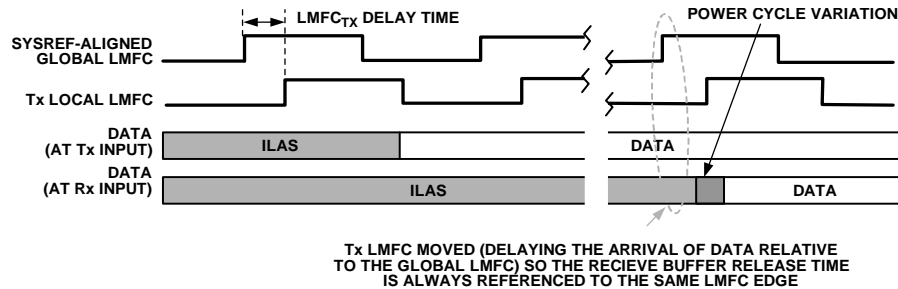 LMFCTX DELAY TIME
POWER CYCLE VARIATION
SYSREF-ALIGNED
GLOBAL LMFC
Tx LOCAL LMFC
DATA
(AT Tx INPUT)
ILAS
DATA
DATA
(AT Rx INPUT)
ILAS
DATA
Tx LMFC MOVED (DELAYING THE ARRIVAL OF DATA RELATIVE
TO THE GLOBAL LMFC) SO THE RECIEVE BUFFER RELEASE TIME
IS ALWAYS REFERENCED TO THE SAME LMFC EDGE